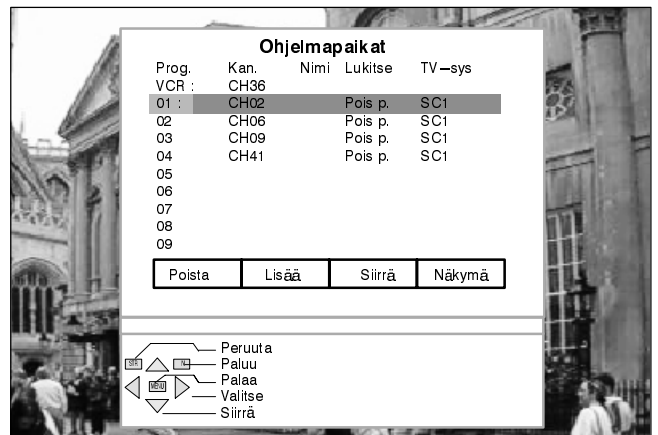 Ohjelmapaikat
Prog. Kan. Nimi Lukitse TV–sys
VCR : CH36
01 : CH02 Pois p. SC1
02 CH06 Pois p. SC1
03 CH09 Pois p. SC1
04 CH41 Pois p. SC1
05
06
07
08
09
Poista Lisää Siirrä Näkymä
Peruuta
STR N Paluu
MENU Palaa
Valitse
Siirrä